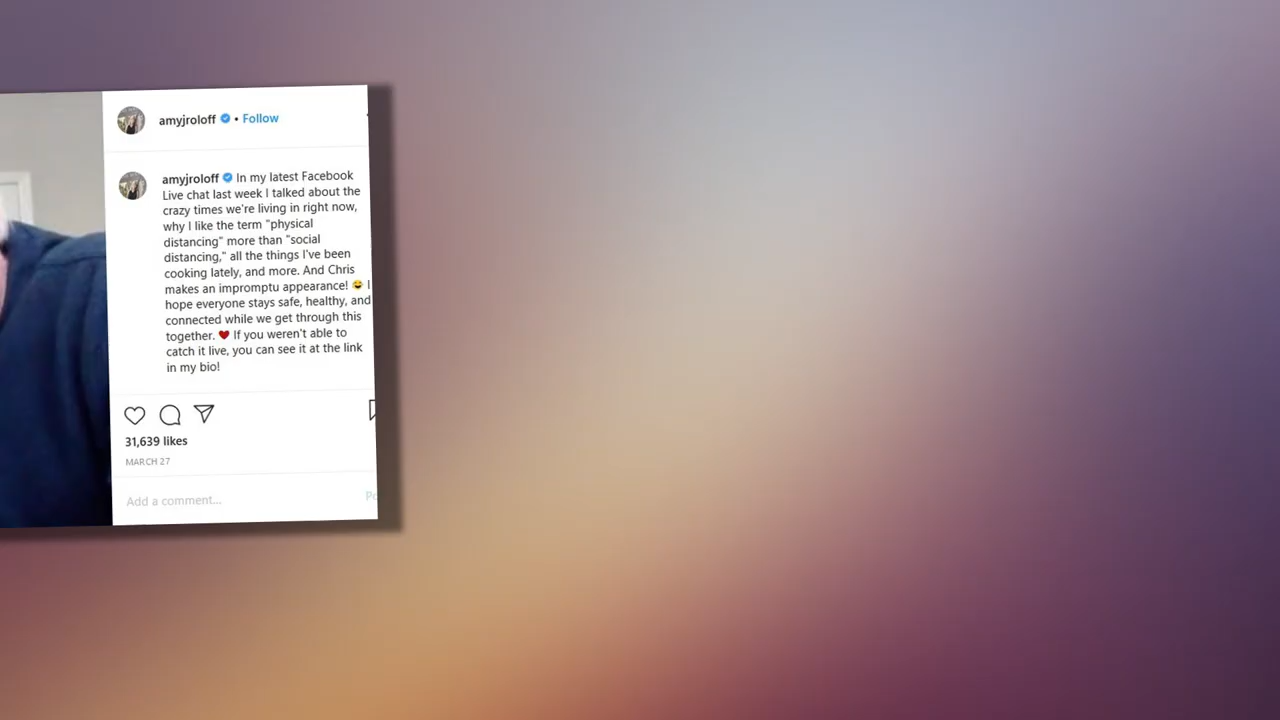 amyjroloff • Follow
amyjroloff In my latest Facebook
Live chat last week I talked about the
crazy times we're living in right now,
why I like the term "physical
distancing" more than "social
distancing," all the things I've been
cooking lately, and more. And Chris
makes an impromptu appearance! 😂 I
hope everyone stays safe, healthy, and
connected while we get through this
together. ❤️ If you weren't able to
catch it live, you can see it at the link
in my bio!
31,639 likes
MARCH 27
Add a comment...